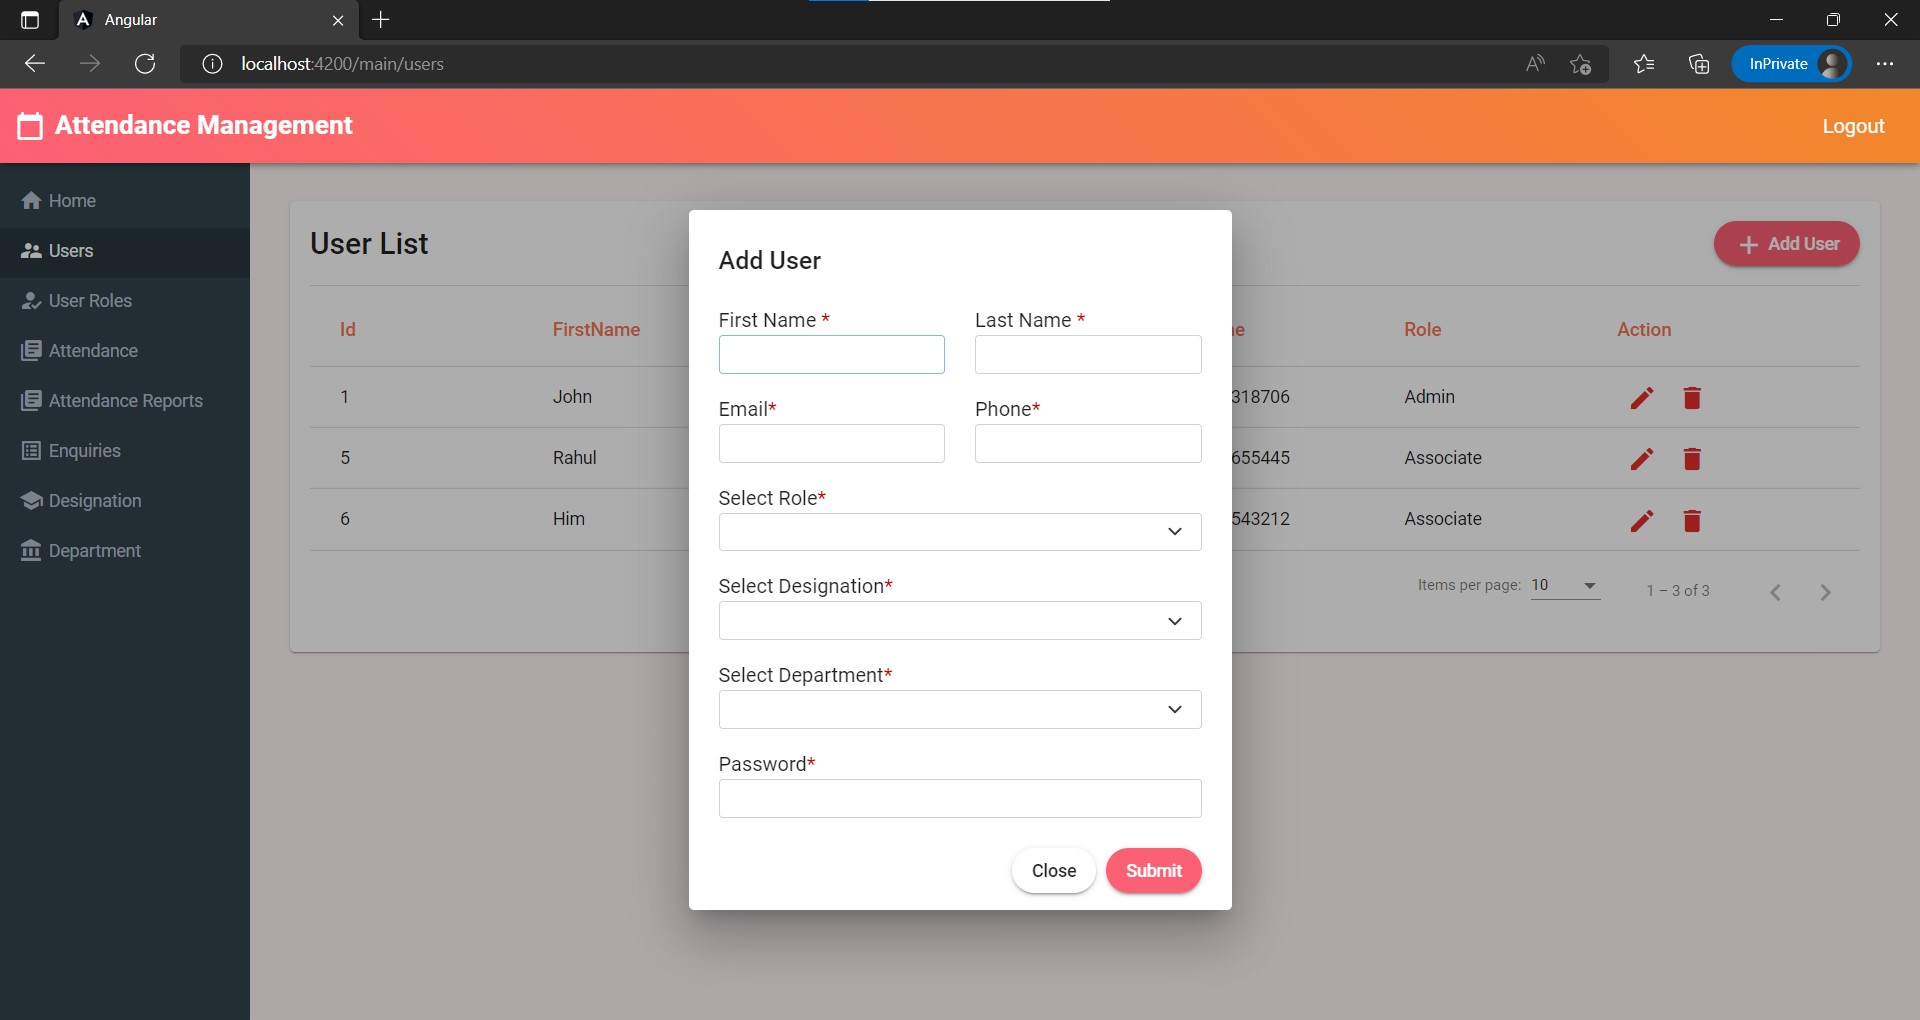 Angular
localhost:4200/main/users
InPrivate
Attendance Management
Logout
Home
Users
User Roles
Attendance
Attendance Reports
Enquiries
Designation
Department
User List
Add User
Id FirstName Role Action
1 John 318706 Admin
5 Rahul 655445 Associate
6 Him 543212 Associate
Items per page: 10 1 – 3 of 3
Add User
First Name * Last Name *
Email* Phone*
Select Role*
Select Designation*
Select Department*
Password*
Close Submit